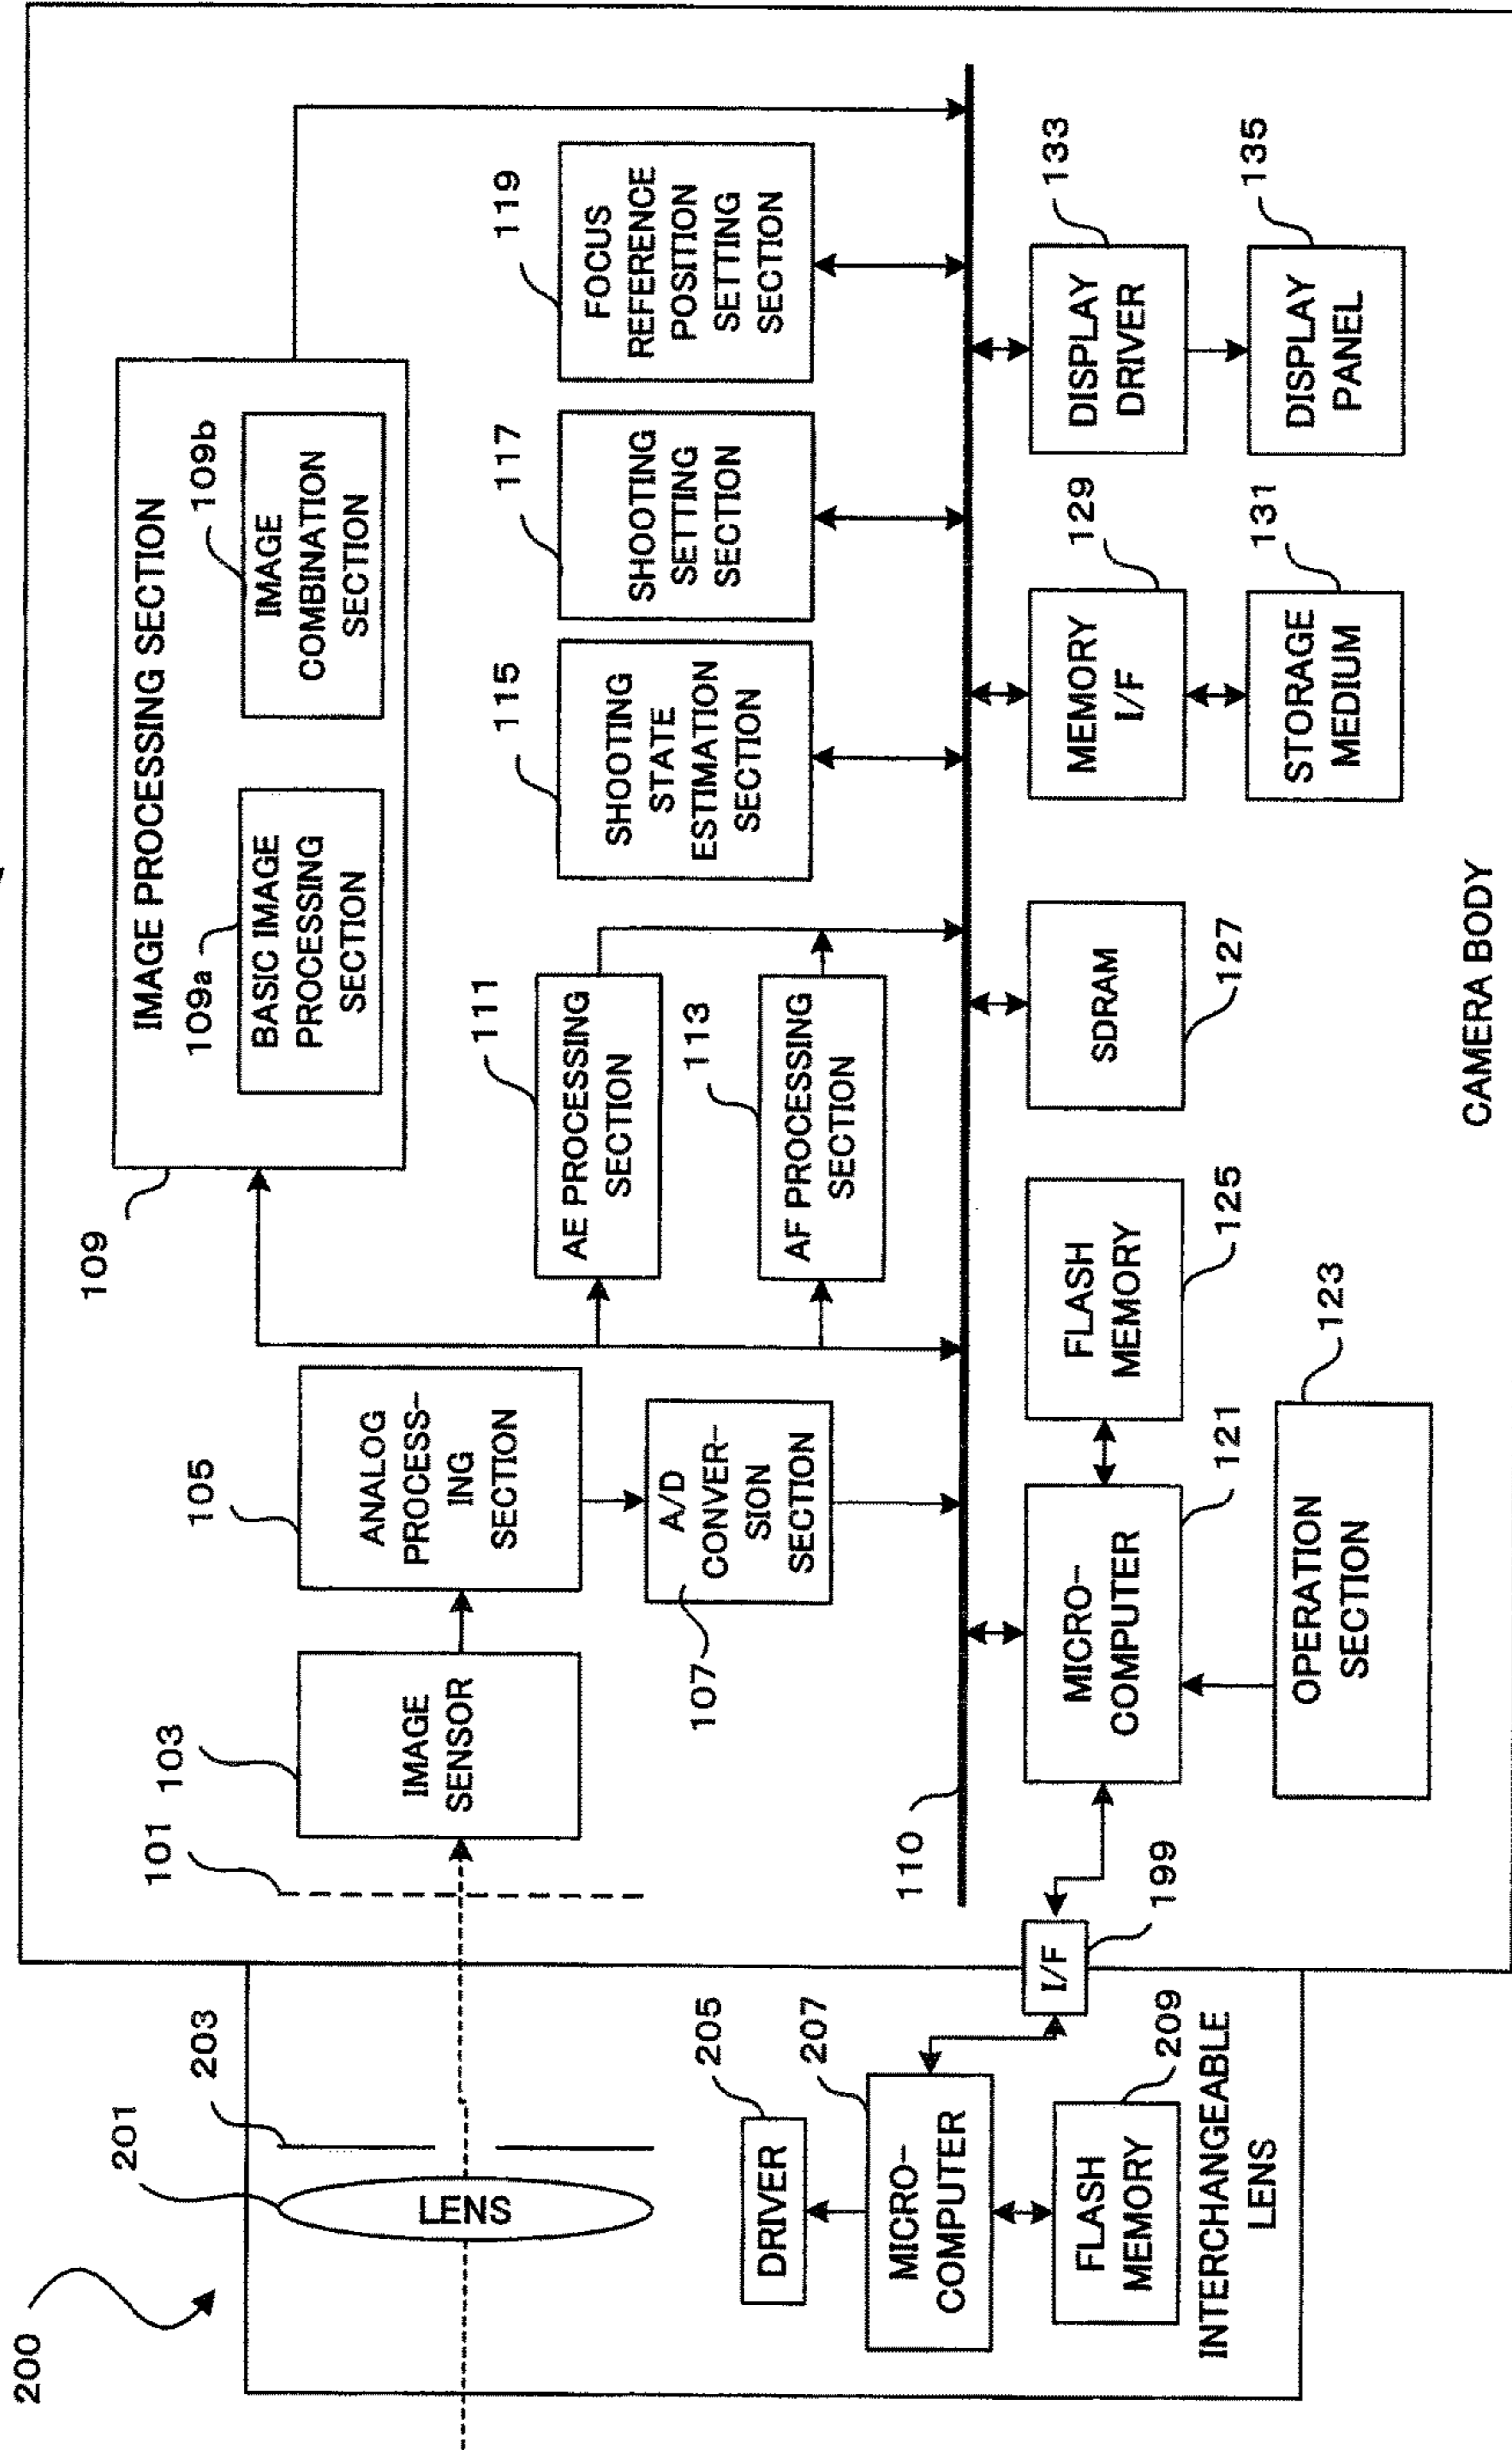 200
201
203
LENS
205
DRIVER
207
MICRO-
COMPUTER
209
FLASH
MEMORY
INTERCHANGEABLE
LENS
199
I/F
101
103
IMAGE
SENSOR
105
ANALOG
PROCESS-
ING
SECTION
107
A/D
CONVER-
SION
SECTION
109
IMAGE PROCESSING SECTION
109a
BASIC IMAGE
PROCESSING
SECTION
109b
IMAGE
COMBINATION
SECTION
111
AE PROCESSING
SECTION
113
AF PROCESSING
SECTION
115
SHOOTING
STATE
ESTIMATION
SECTION
117
SHOOTING
SETTING
SECTION
119
FOCUS
REFERENCE
POSITION
SETTING
SECTION
110
MICRO-
COMPUTER
121
OPERATION
SECTION
123
FLASH
MEMORY
125
SDRAM
127
129
MEMORY
I/F
131
STORAGE
MEDIUM
133
DISPLAY
DRIVER
135
DISPLAY
PANEL
CAMERA BODY